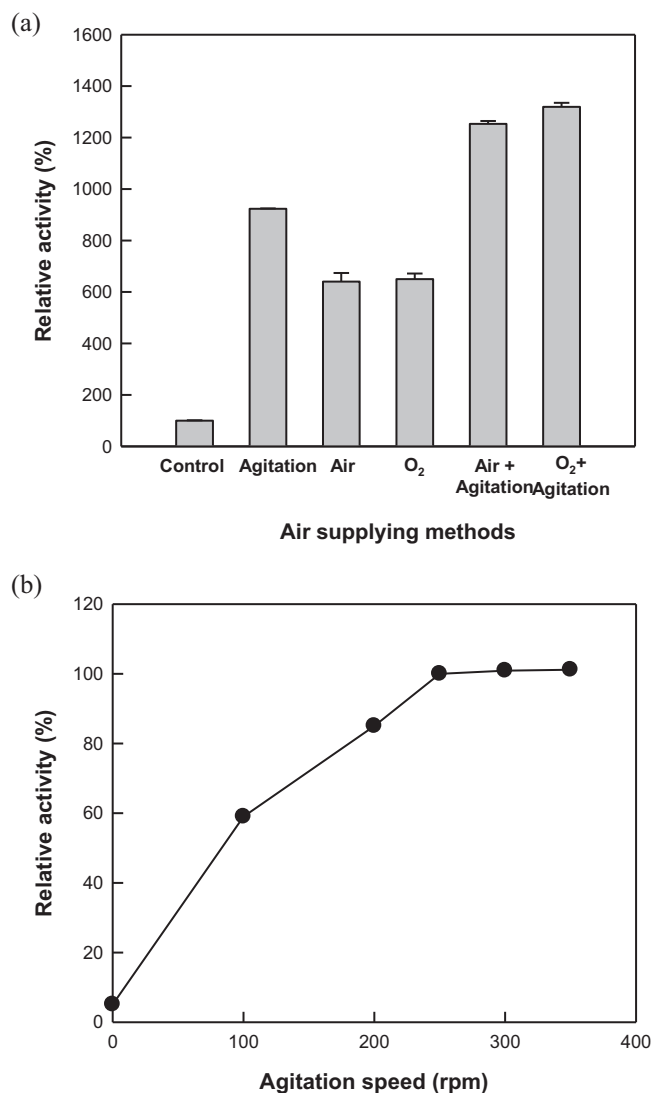 (a)
1600
1400
1200
1000
800
600
400
200
0
Relative activity (%)
Control Agitation Air O₂ Air + O₂+
Agitation Agitation
Air supplying methods
(b)
120
100
80
60
40
20
0
Relative activity (%)
0 100 200 300 400
Agitation speed (rpm)